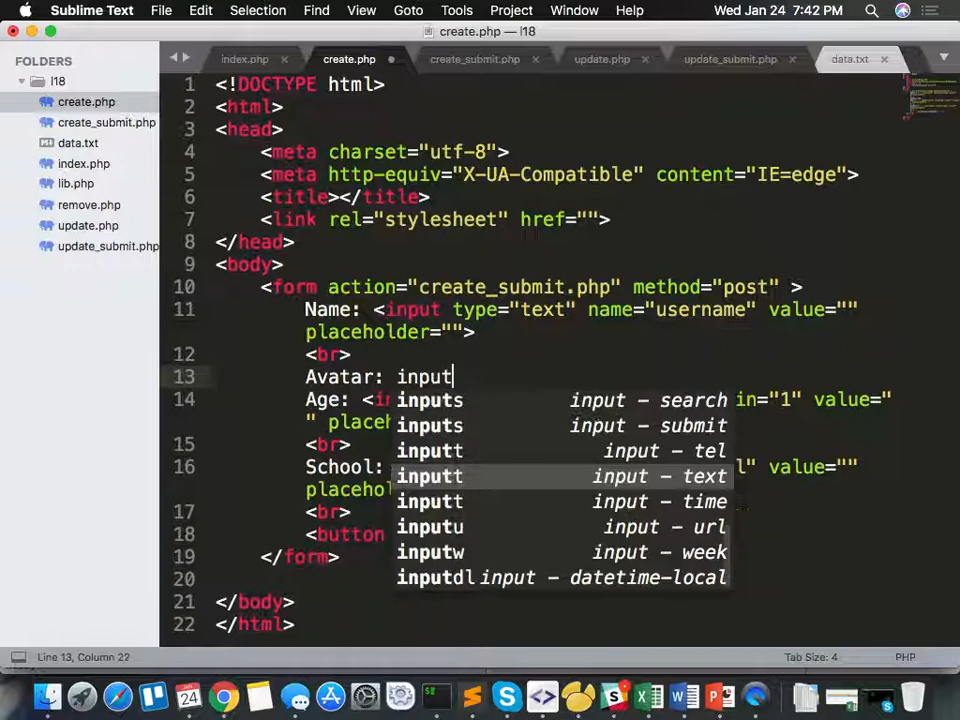 Sublime Text File Edit Selection Find View Goto Tools Project Window Help Wed Jan 24 7:42 PM
create.php — l18
FOLDERS
l18
create.php
create_submit.php
data.txt
index.php
lib.php
remove.php
update.php
update_submit.php
index.php create.php create_submit.php update.php update_submit.php data.txt
1 <!DOCTYPE html>
2 <html>
3 <head>
4 <meta charset="utf-8">
5 <meta http-equiv="X-UA-Compatible" content="IE=edge">
6 <title></title>
7 <link rel="stylesheet" href="">
8 </head>
9 <body>
10 <form action="create_submit.php" method="post" >
11 Name: <input type="text" name="username" value=""
placeholder="">
12 <br>
13 Avatar: input
14 Age: <in in="1" value="
" placeh
15 <br>
16 School: l" value=""
placehol
17 <br>
18 <button
19 </form>
20
21 </body>
22 </html>
inputs input – search
inputs input – submit
inputt input – tel
inputt input – text
inputt input – time
inputu input – url
inputw input – week
inputdl input – datetime-local
Line 13, Column 22 Tab Size: 4 PHP